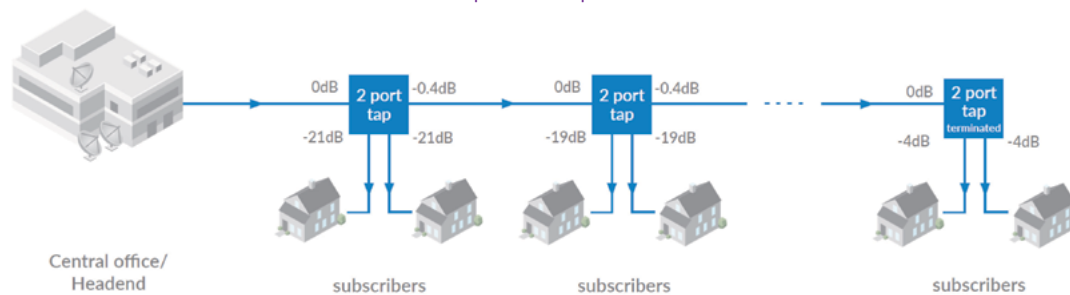 0dB
2 port
tap
-0.4dB
-21dB
-21dB
0dB
2 port
tap
-0.4dB
-19dB
-19dB
0dB
2 port
tap
terminated
-4dB
-4dB
Central office/
Headend
subscribers
subscribers
subscribers